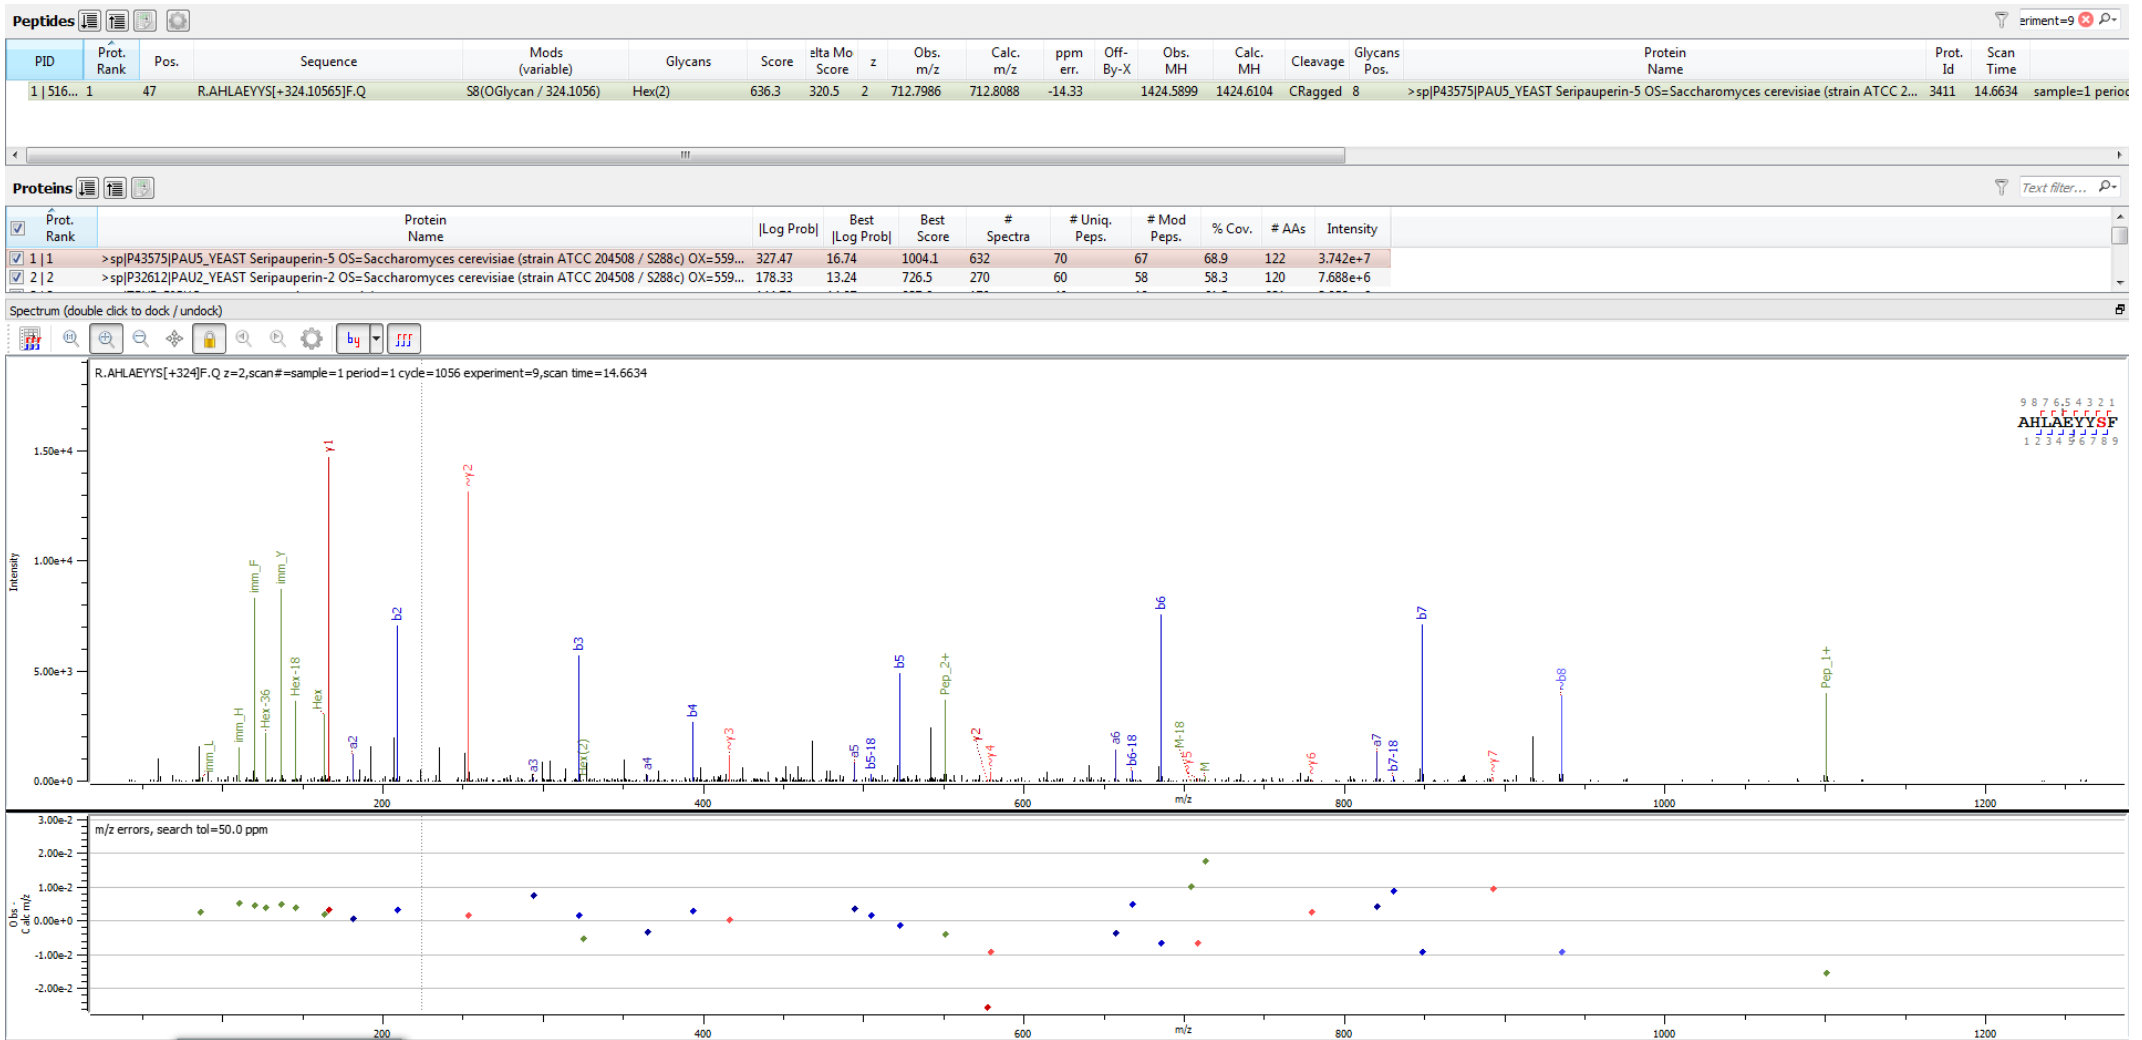 Peptides
eriment=9
PID Prot. Rank Pos. Sequence Mods (variable) Glycans Score elta Mo Score z Obs. m/z Calc. m/z ppm err. Off-By-X Obs. MH Calc. MH Cleavage Glycans Pos. Protein Name Prot. Id Scan Time
1 | 516... 1 47 R.AHLAEYYS[+324.10565]F.Q S8(OGlycan / 324.1056) Hex(2) 636.3 320.5 2 712.7986 712.8088 -14.33 1424.5899 1424.6104 CRagged 8 >sp|P43575|PAU5_YEAST Seripauperin-5 OS=Saccharomyces cerevisiae (strain ATCC 2... 3411 14.6634 sample=1 period
Proteins
Text filter...
Prot. Rank Protein Name |Log Prob| Best |Log Prob| Best Score # Spectra # Uniq. Peps. # Mod Peps. % Cov. # AAs Intensity
1 | 1 >sp|P43575|PAU5_YEAST Seripauperin-5 OS=Saccharomyces cerevisiae (strain ATCC 204508 / S288c) OX=559... 327.47 16.74 1004.1 632 70 67 68.9 122 3.742e+7
2 | 2 >sp|P32612|PAU2_YEAST Seripauperin-2 OS=Saccharomyces cerevisiae (strain ATCC 204508 / S288c) OX=559... 178.33 13.24 726.5 270 60 58 58.3 120 7.688e+6
Spectrum (double click to dock / undock)
by
R.AHLAEYYS[+324]F.Q z=2,scan#=sample=1 period=1 cycle=1056 experiment=9,scan time=14.6634
9 8 7 6 5 4 3 2 1
AHLAEYYSF
1 2 3 4 5 6 7 8 9
Intensity
1.50e+4
1.00e+4
5.00e+3
0.00e+0
imm_L
imm_H
imm_F
Hex-36
imm_Y
Hex-18
Hex
y1
a2
b2
~y2
a3
b3
Hex(2)
a4
b4
~y3
a5
b5-18
b5
Pep_2+
y2
~y4
a6
b6-18
b6
M-18
~y5
M
~y6
a7
b7-18
b7
~y7
~b8
Pep_1+
200 400 600 m/z 800 1000 1200
m/z errors, search tol=50.0 ppm
Obs - Calc m/z
3.00e-2
2.00e-2
1.00e-2
0.00e+0
-1.00e-2
-2.00e-2
200 400 600 m/z 800 1000 1200